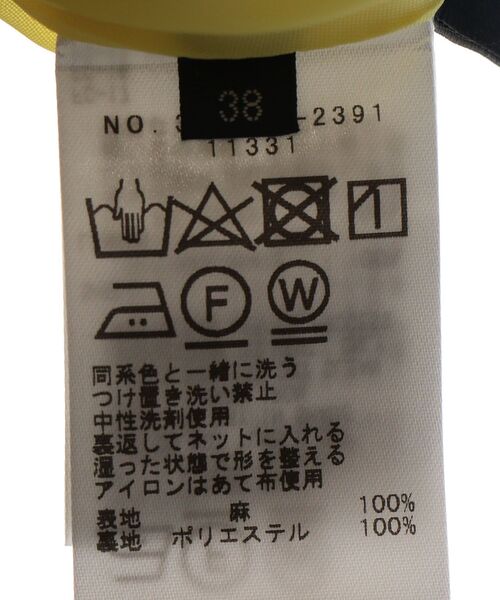 38
NO. 3 -2391
11331
F
W
同系色と一緒に洗う
つけ置き洗い禁止
中性洗剤使用
裏返してネットに入れる
湿った状態で形を整える
アイロンはあて布使用
表地 麻 100%
裏地 ポリエステル 100%